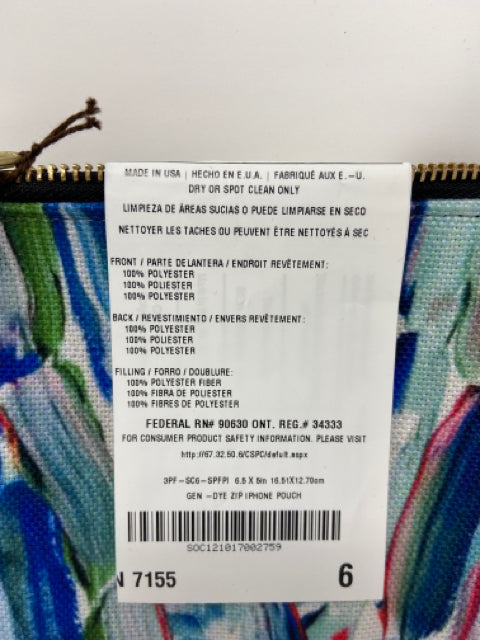 MADE IN USA | HECHO EN E.U.A. | FABRIQUÉ AUX E.-U.
DRY OR SPOT CLEAN ONLY
LIMPIEZA DE ÁREAS SUCIAS O PUEDE LIMPIARSE EN SECO
NETTOYER LES TACHES OU PEUVENT ÊTRE NETTOYÉS À SEC
FRONT / PARTE DELANTERA / ENDROIT REVÊTEMENT:
100% POLYESTER
100% POLIESTER
100% POLYESTER
BACK / REVESTIMIENTO / ENVERS REVÊTEMENT:
100% POLYESTER
100% POLIESTER
100% POLYESTER
FILLING / FORRO / DOUBLURE:
100% POLYESTER FIBER
100% FIBRA DE POLIESTER
100% FIBRES DE POLYESTER
FEDERAL RN# 90630 ONT. REG.# 34333
FOR CONSUMER PRODUCT SAFETY INFORMATION, PLEASE VISIT
http://67.32.50.6/CSPC/defult.aspx
3PF-SC6-SPFPI 6.5 X 5in 16.51X12.70cm
GEN -DYE ZIP IPHONE POUCH
SOC121017002759
N 7155 6